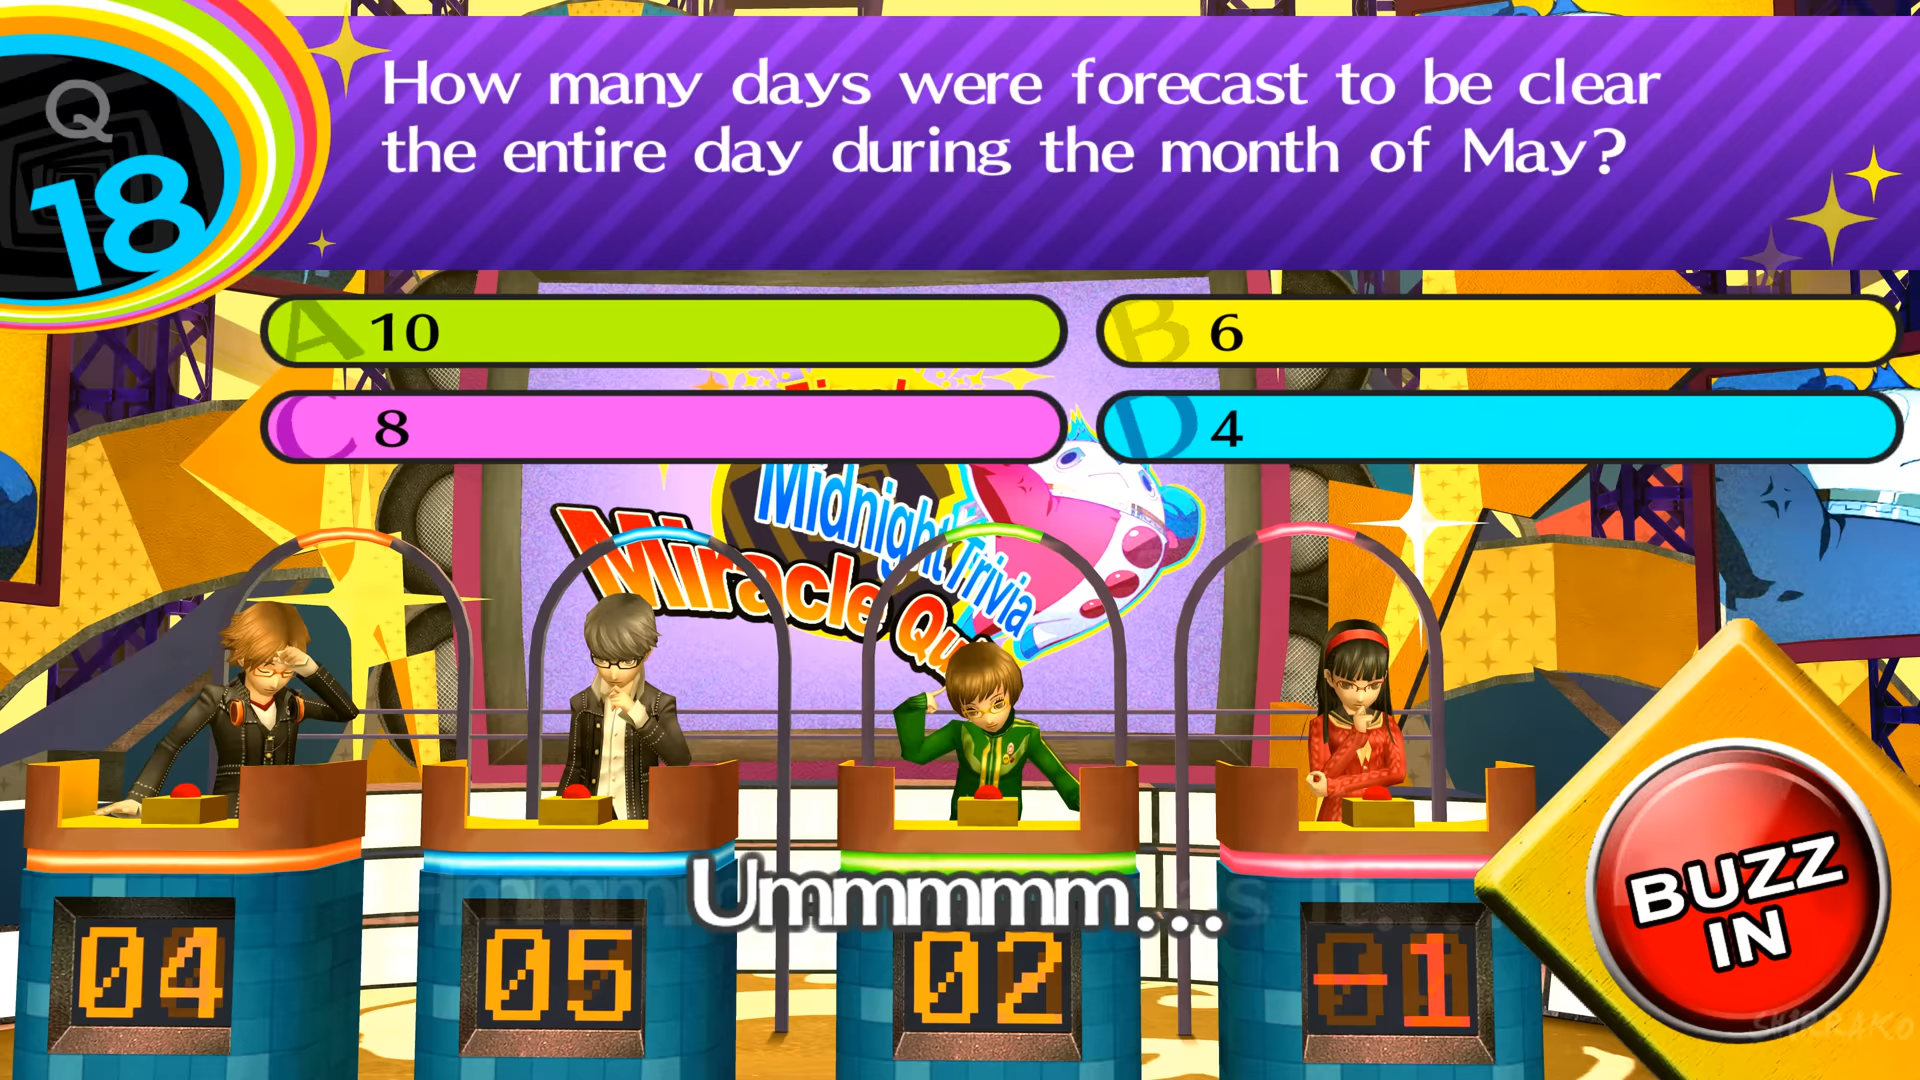 Q
18
How many days were forecast to be clear
the entire day during the month of May?
A 10
B 6
C 8
D 4
Midnight Trivia
Miracle Qu
Ummmmm...
04
05
02
-1
BUZZ
IN